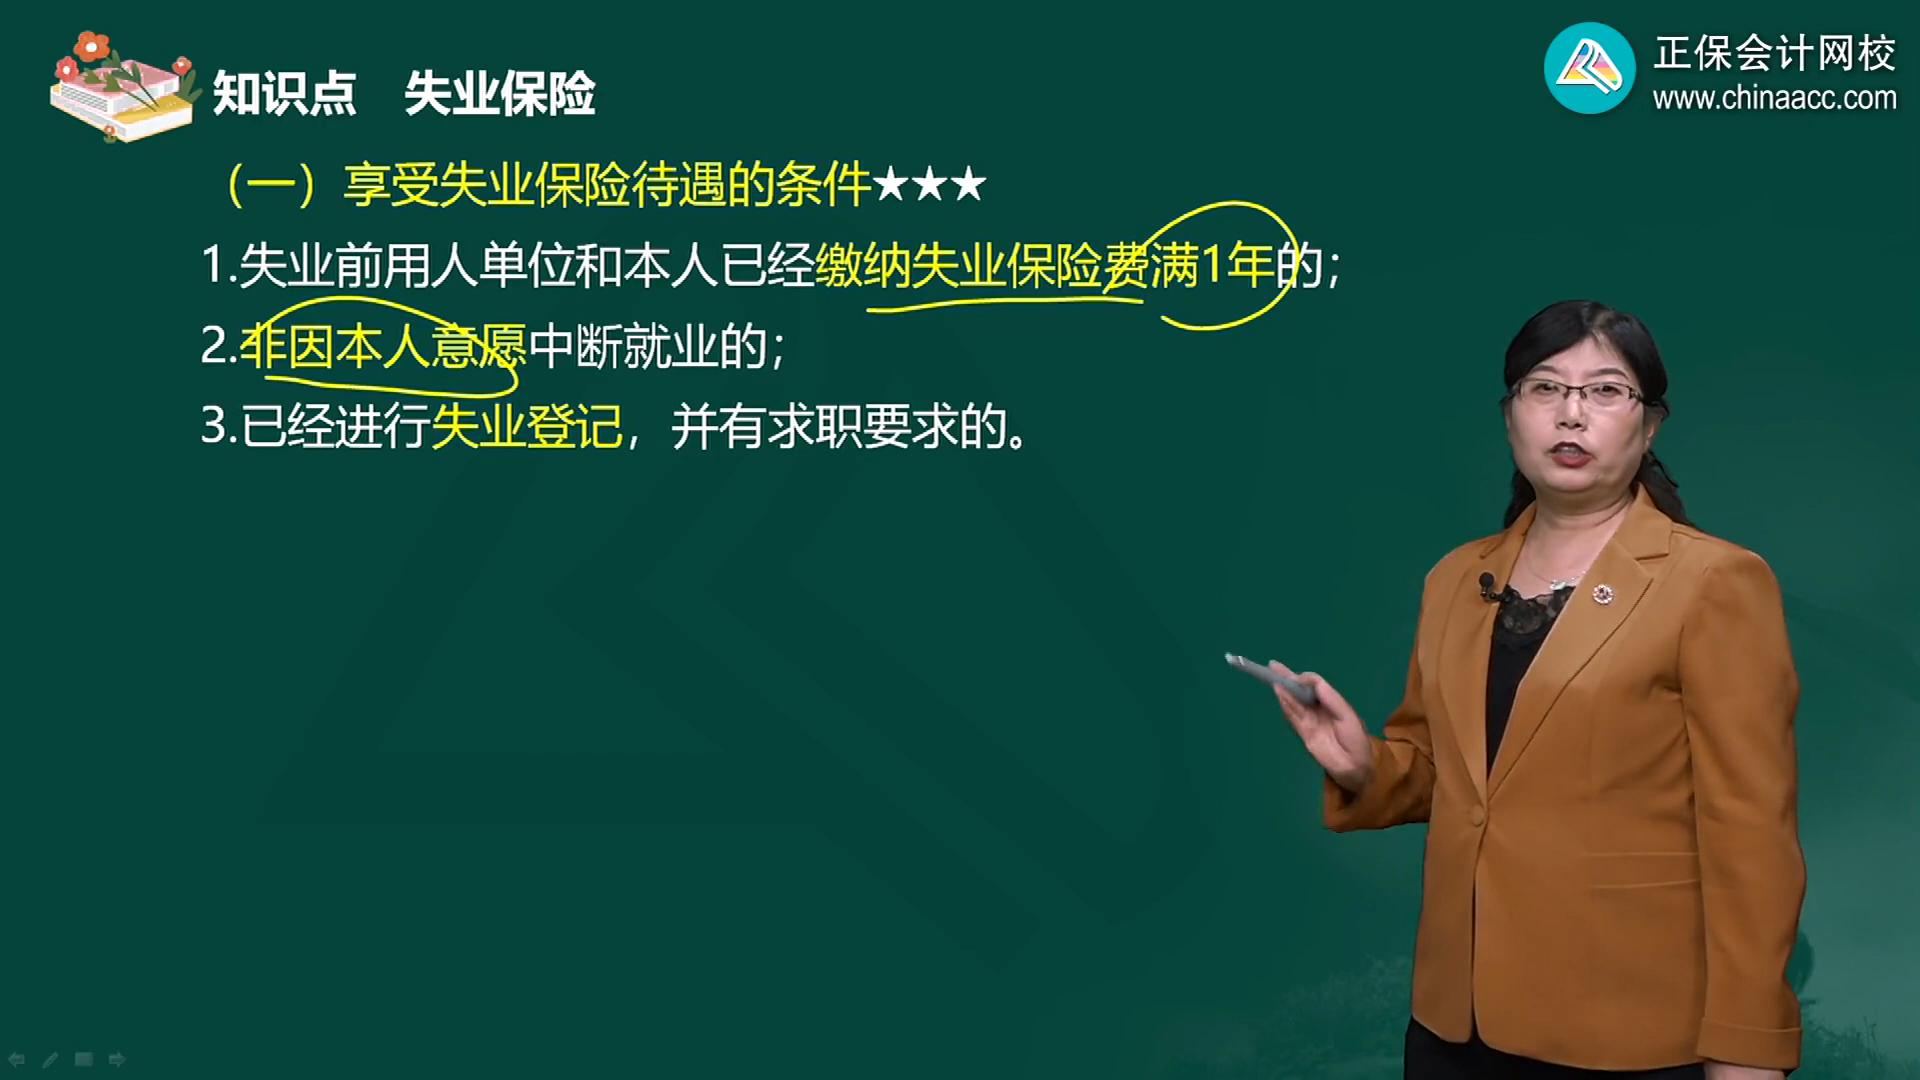 正保会计网校
www.chinaacc.com
知识点 失业保险
（一）享受失业保险待遇的条件★★★
1.失业前用人单位和本人已经缴纳失业保险费满1年的；
2.非因本人意愿中断就业的；
3.已经进行失业登记，并有求职要求的。